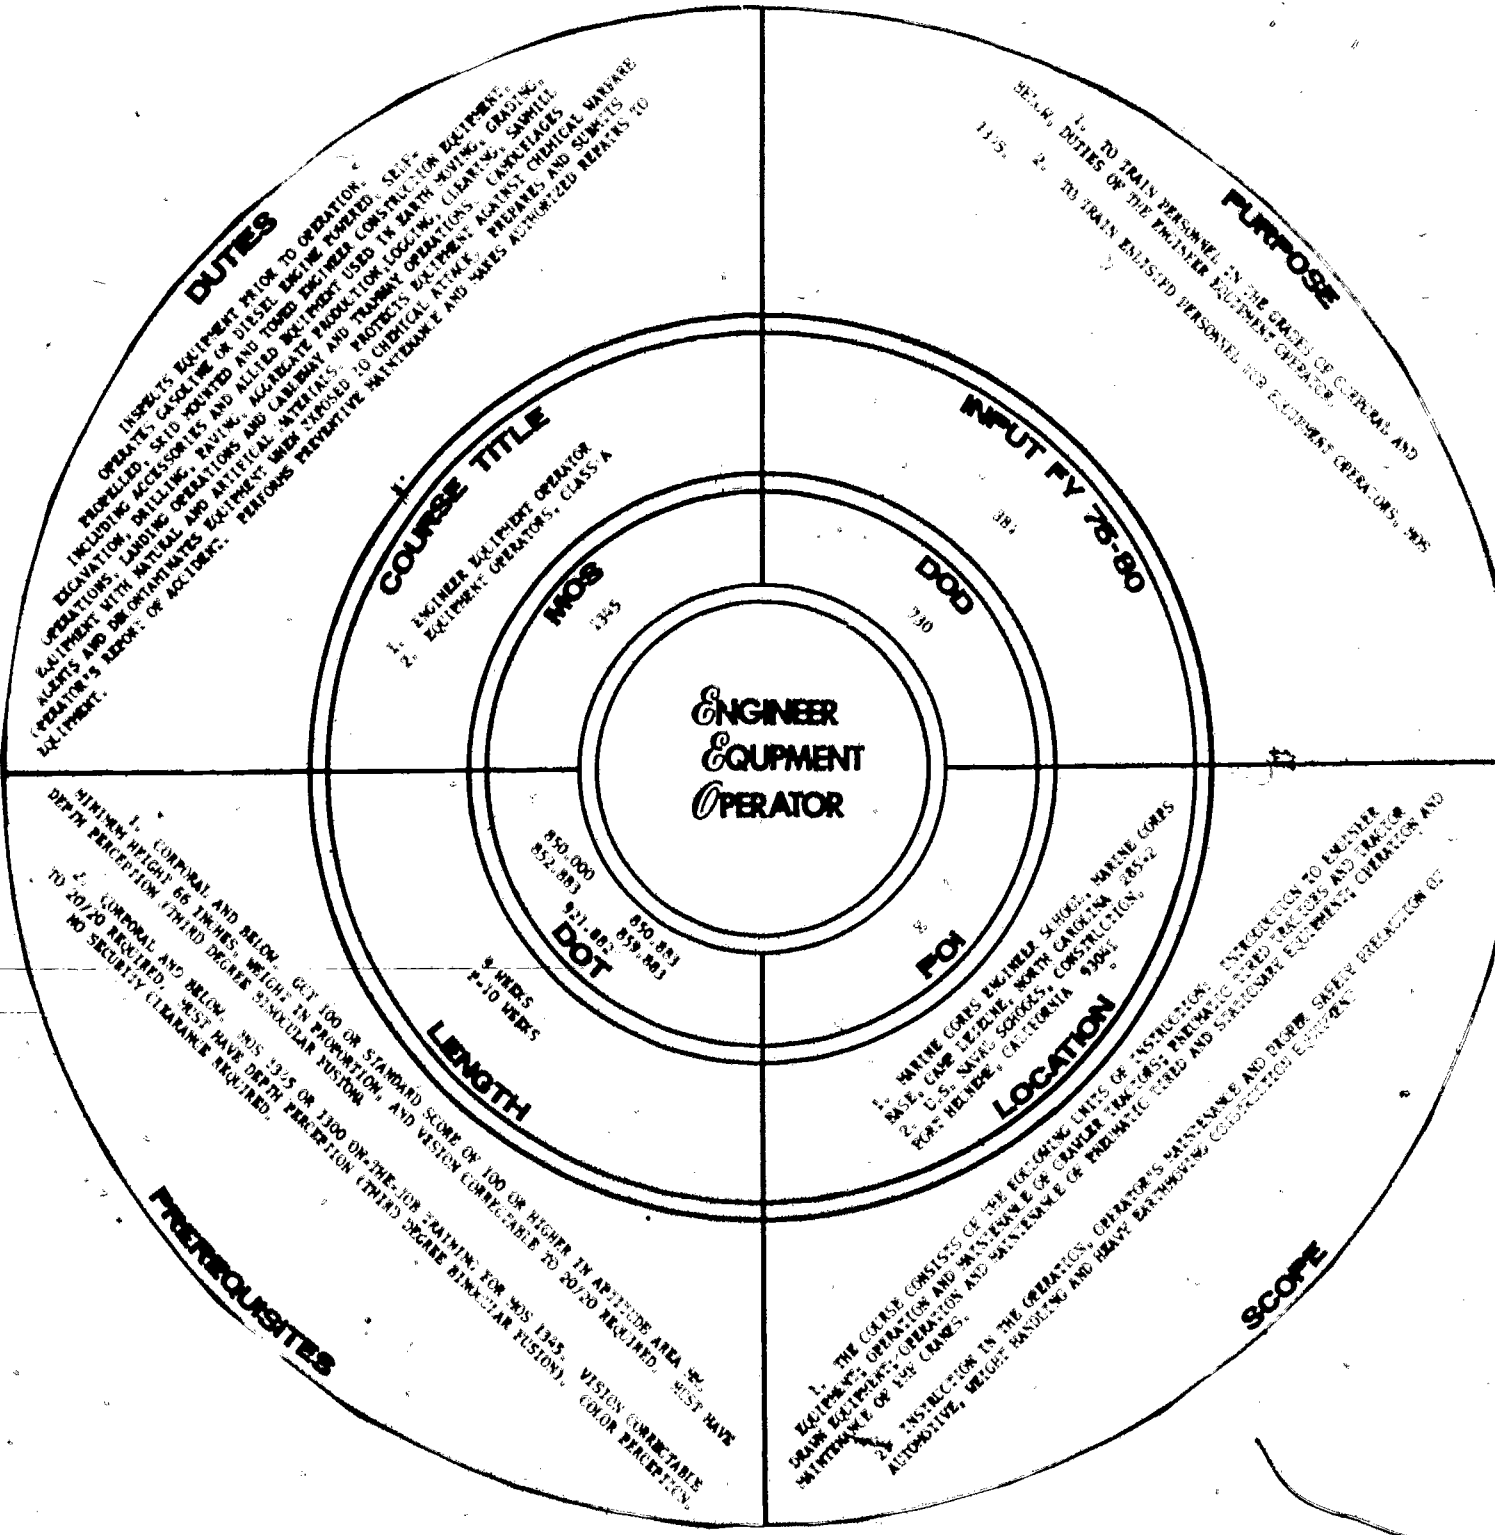 DUTIES
INSPECTS EQUIPMENT PRIOR TO OPERATION.
OPERATES GASOLINE OR DIESEL ENGINE POWERED, SELF-
PROPELLED, SKID MOUNTED AND TOWED ENGINEER CONSTRUCTION EQUIPMENT,
INCLUDING ACCESSORIES AND ALLIED EQUIPMENT USED IN EARTH MOVING, GRADING,
EXCAVATION, DRILLING, PAVING, AGGREGATE PRODUCTION, LOGGING, CLEARING, SAWMILL
OPERATIONS, LANDING OPERATIONS AND CABLEWAY AND TRAMWAY OPERATIONS. CAMOUFLAGES
EQUIPMENT WITH NATURAL AND ARTIFICAL MATERIALS. PROTECTS EQUIPMENT AGAINST CHEMICAL WARFARE
AGENTS AND DECONTAMINATES EQUIPMENT WHEN EXPOSED TO CHEMICAL ATTACK. PREPARES AND SUBMITS
OPERATOR'S REPORT OF ACCIDENT. PERFORMS PREVENTIVE MAINTENANCE AND MAKES AUTHORIZED REPAIRS TO
EQUIPMENT.
PURPOSE
1. TO TRAIN PERSONNEL IN THE GRADES OF CORPORAL AND
BELOW, DUTIES OF THE ENGINEER EQUIPMENT OPERATOR.
2. TO TRAIN ENLISTED PERSONNEL FOR EQUIPMENT OPERATORS, MOS
1345.
COURSE TITLE
1. ENGINEER EQUIPMENT OPERATOR
2. EQUIPMENT OPERATORS, CLASS A
INPUT FY 75-80
MOS
1345
DOD
730
ENGINEER
EQUPMENT
OPERATOR
850.000
852.883
921.883
850.883
859.883
DOT
POI
LENGTH
9 WEEKS
P-10 WEEKS
LOCATION
1. MARINE CORPS ENGINEER SCHOOL, MARINE CORPS
BASE, CAMP LEJEUNE, NORTH CAROLINA 28542
2. U.S. NAVAL SCHOOLS, CONSTRUCTION,
PORT HUENEME, CALIFORNIA 93041
PREREQUISITES
1. CORPORAL AND BELOW. GCT 100 OR STANDARD SCORE OF 100 OR HIGHER IN APTITUDE AREA MM.
MINIMUM HEIGHT 66 INCHES, WEIGHT IN PROPORTION, AND VISION CORRECTABLE TO 20/20 REQUIRED. MUST HAVE
DEPTH PERCEPTION (THIRD DEGREE BINOCULAR FUSION.
2. CORPORAL AND BELOW. MOS 1345 OR 1300 ON-THE-JOB TRAINING FOR MOS 1345. VISION CORRECTABLE
TO 20/20 REQUIRED. MUST HAVE DEPTH PERCEPTION (THIRD DEGREE BINOCULAR FUSION). COLOR PERCEPTION.
NO SECURITY CLEARANCE REQUIRED.
SCOPE
1. THE COURSE CONSISTS OF THE FOLLOWING UNITS OF INSTRUCTION: INTRODUCTION TO ENGINEER
EQUIPMENT; OPERATION AND MAINTENANCE OF CRAWLER TRACTORS; PNEUMATIC TIRED TRACTORS AND TRACTOR
DRAWN EQUIPMENT; OPERATION AND MAINTENANCE OF PNEUMATIC TIRED AND STATIONARY EQUIPMENT; OPERATION AND
MAINTENANCE OF EMF CRANES.
2. INSTRUCTION IN THE OPERATION, OPERATORS MAINTENANCE AND DEGREE SAFETY PRECAUTION OF
AUTOMOTIVE, WEIGHT HANDLING AND HEAVY EARTHMOVING CONSTRUCTION EQUIPMENT